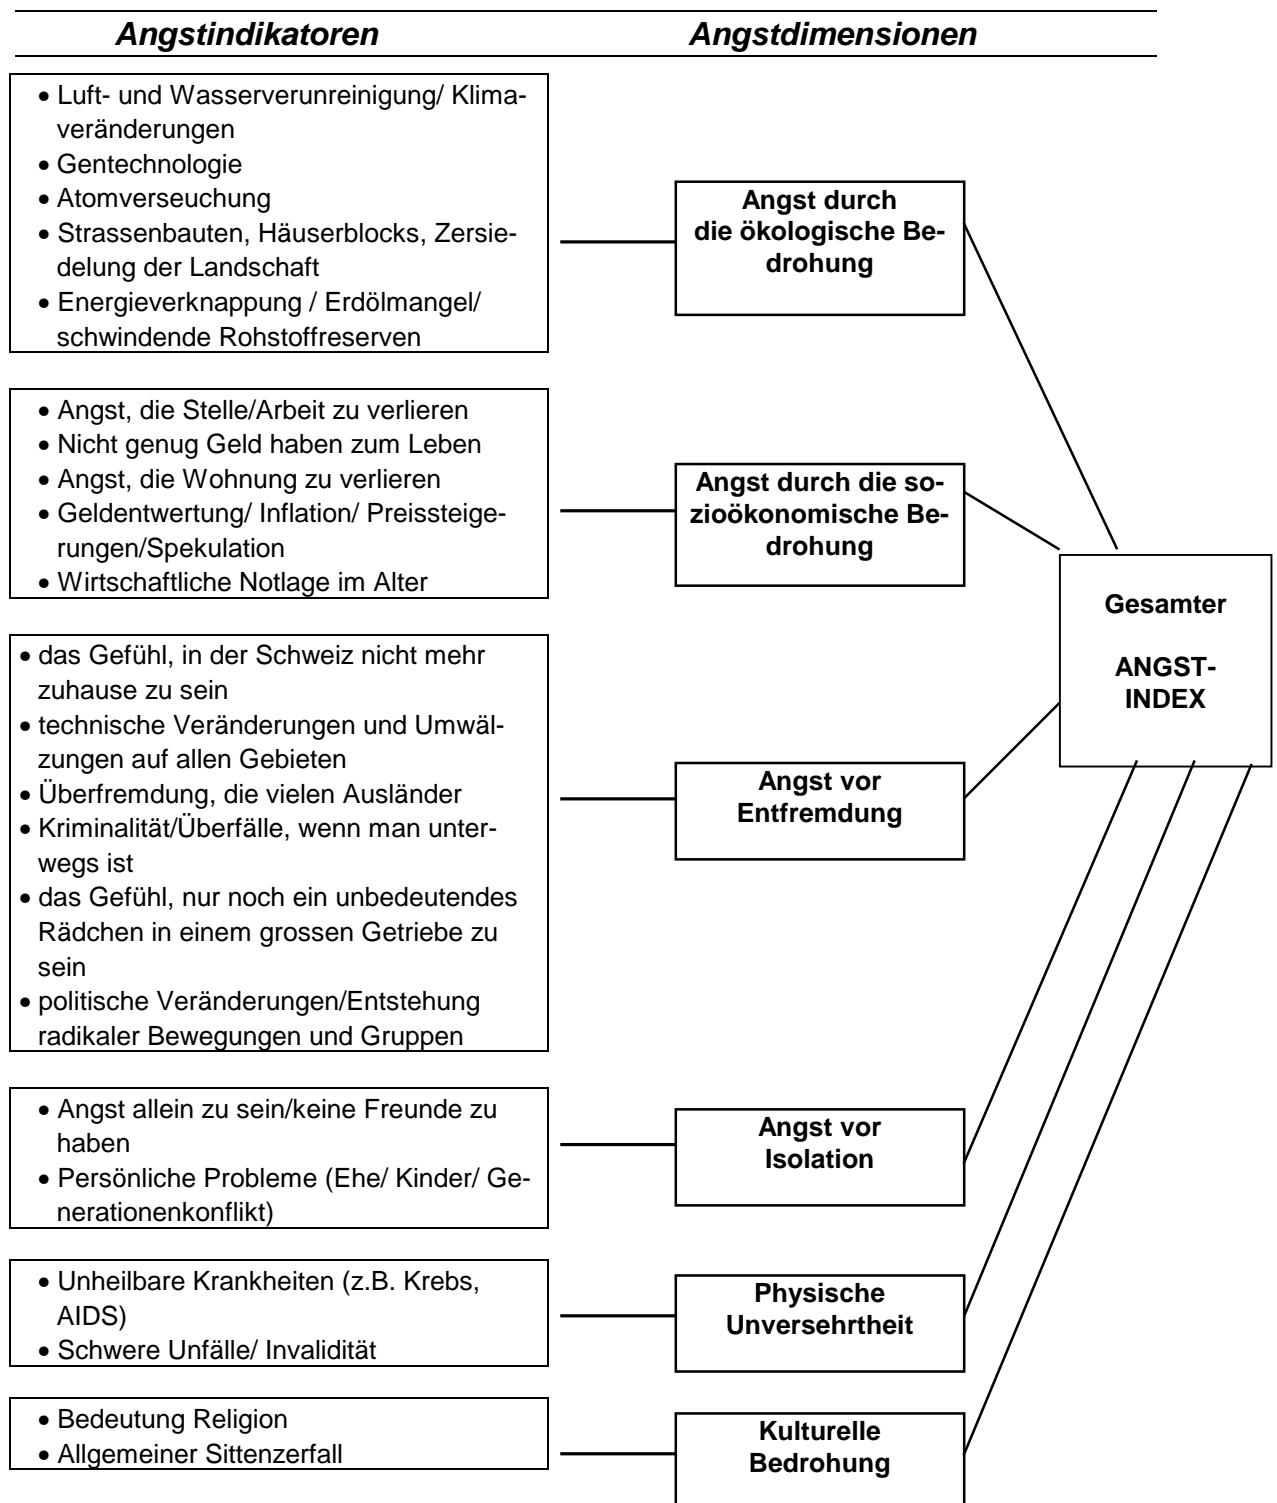 Angstindikatoren
Angstdimensionen
• Luft- und Wasserverunreinigung/ Klima-
veränderungen
• Gentechnologie
• Atomverseuchung
• Strassenbauten, Häuserblocks, Zersie-
delung der Landschaft
• Energieverknappung / Erdölmangel/
schwindende Rohstoffreserven
Angst durch
die ökologische Be-
drohung
• Angst, die Stelle/Arbeit zu verlieren
• Nicht genug Geld haben zum Leben
• Angst, die Wohnung zu verlieren
• Geldentwertung/ Inflation/ Preissteige-
rungen/Spekulation
• Wirtschaftliche Notlage im Alter
Angst durch die so-
zioökonomische Be-
drohung
Gesamter
ANGST-
INDEX
• das Gefühl, in der Schweiz nicht mehr
zuhause zu sein
• technische Veränderungen und Umwäl-
zungen auf allen Gebieten
• Überfremdung, die vielen Ausländer
• Kriminalität/Überfälle, wenn man unter-
wegs ist
• das Gefühl, nur noch ein unbedeutendes
Rädchen in einem grossen Getriebe zu
sein
• politische Veränderungen/Entstehung
radikaler Bewegungen und Gruppen
Angst vor
Entfremdung
• Angst allein zu sein/keine Freunde zu
haben
• Persönliche Probleme (Ehe/ Kinder/ Ge-
nerationenkonflikt)
Angst vor
Isolation
• Unheilbare Krankheiten (z.B. Krebs,
AIDS)
• Schwere Unfälle/ Invalidität
Physische
Unversehrtheit
• Bedeutung Religion
• Allgemeiner Sittenzerfall
Kulturelle
Bedrohung